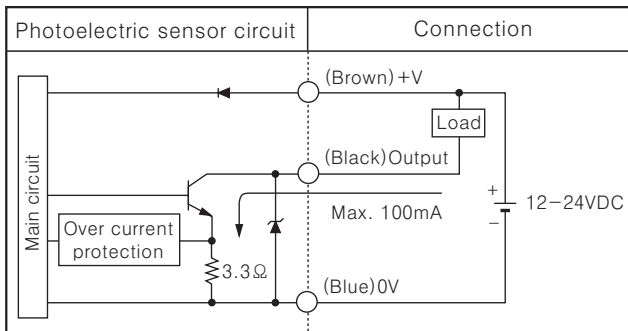 Photoelectric sensor circuit
Connection
(Brown)+V
Load
(Black)Output
Main circuit
Max. 100mA
+
12-24VDC
-
Over current
protection
3.3Ω
(Blue)0V